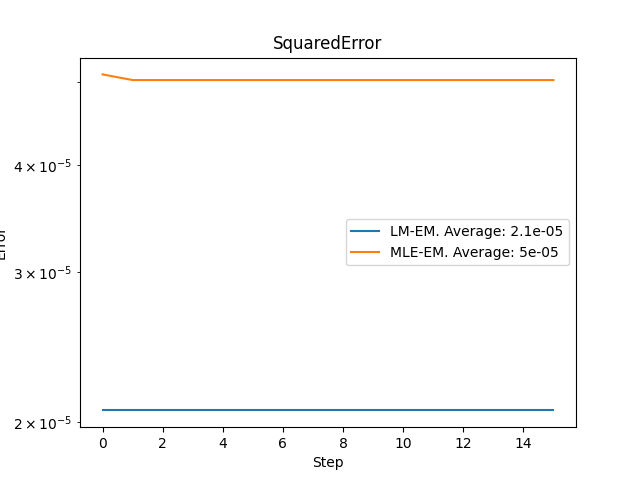 SquaredError
4 × 10⁻⁵
3 × 10⁻⁵
2 × 10⁻⁵
Error
LM-EM. Average: 2.1e-05
MLE-EM. Average: 5e-05
0 2 4 6 8 10 12 14
Step